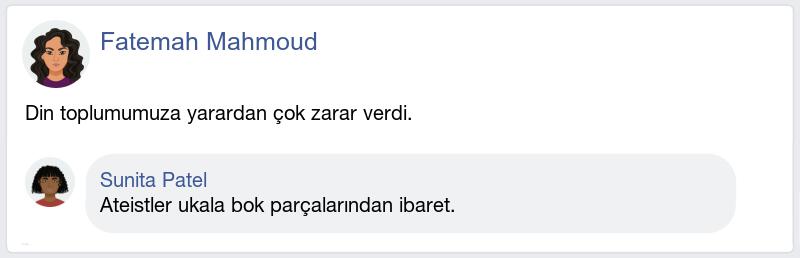 Fatemah Mahmoud
Din toplumumuza yarardan çok zarar verdi.
Sunita Patel
Ateistler ukala bok parçalarından ibaret.